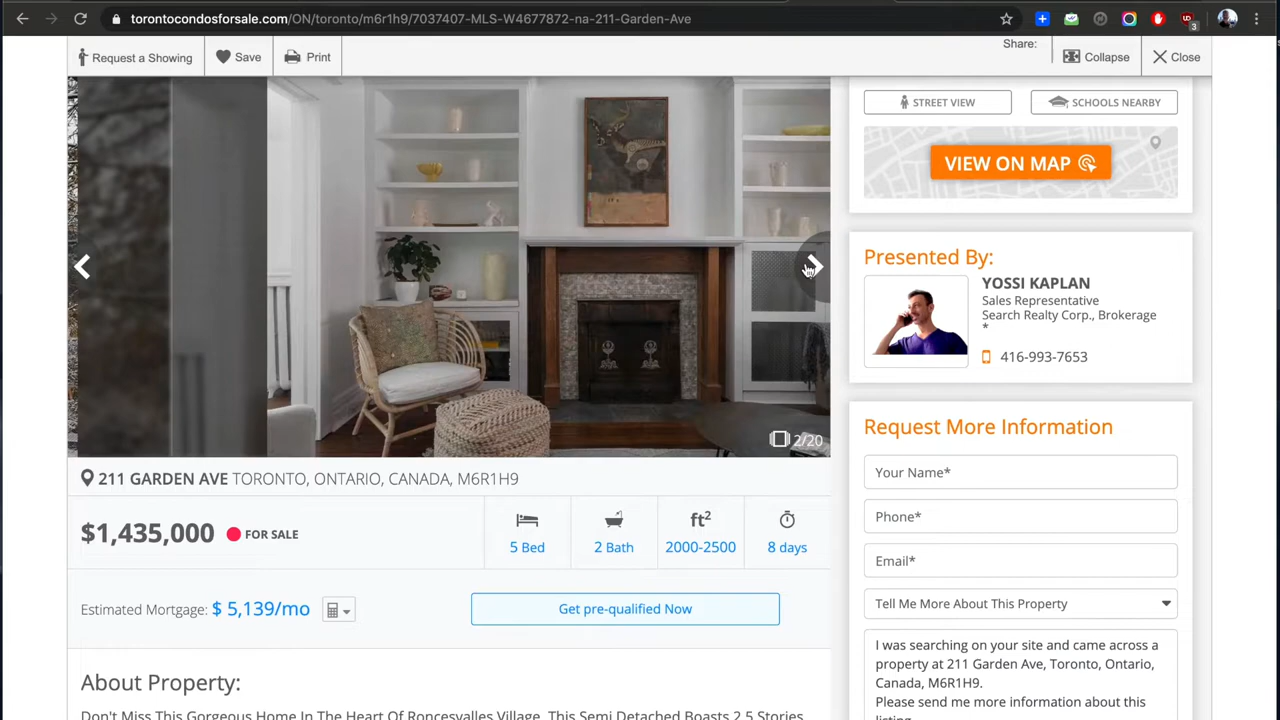 torontocondosforsale.com/ON/toronto/m6r1h9/7037407-MLS-W4677872-na-211-Garden-Ave
3
Request a Showing
Save
Print
Share:
Collapse
Close
2/20
211 GARDEN AVE TORONTO, ONTARIO, CANADA, M6R1H9
$1,435,000
FOR SALE
5 Bed
2 Bath
ft2
2000-2500
8 days
Estimated Mortgage: $ 5,139/mo
Get pre-qualified Now
About Property:
Don't Miss This Gorgeous Home In The Heart Of Roncesvalles Village. This Semi Detached Boasts 2.5 Stories
STREET VIEW
SCHOOLS NEARBY
VIEW ON MAP
Presented By:
YOSSI KAPLAN
Sales Representative
Search Realty Corp., Brokerage
*
416-993-7653
Request More Information
Your Name*
Phone*
Email*
Tell Me More About This Property
I was searching on your site and came across a
property at 211 Garden Ave, Toronto, Ontario,
Canada, M6R1H9.
Please send me more information about this
listing